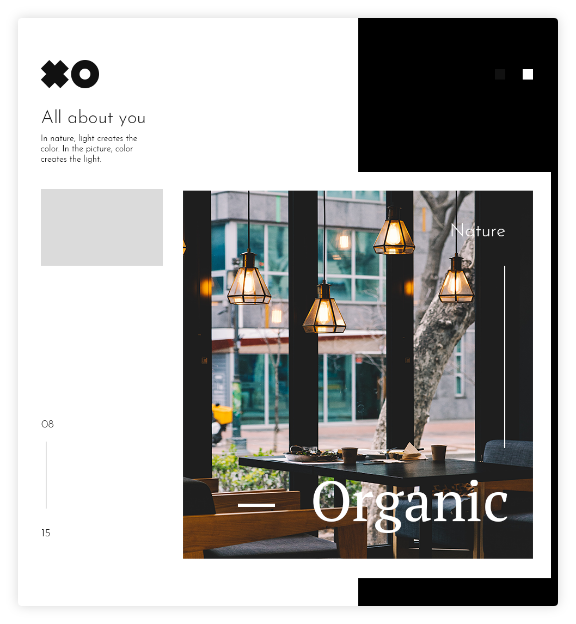 XO
All about you
In nature, light creates the
color. In the picture, color
creates the light.
Nature
08
15
Organic